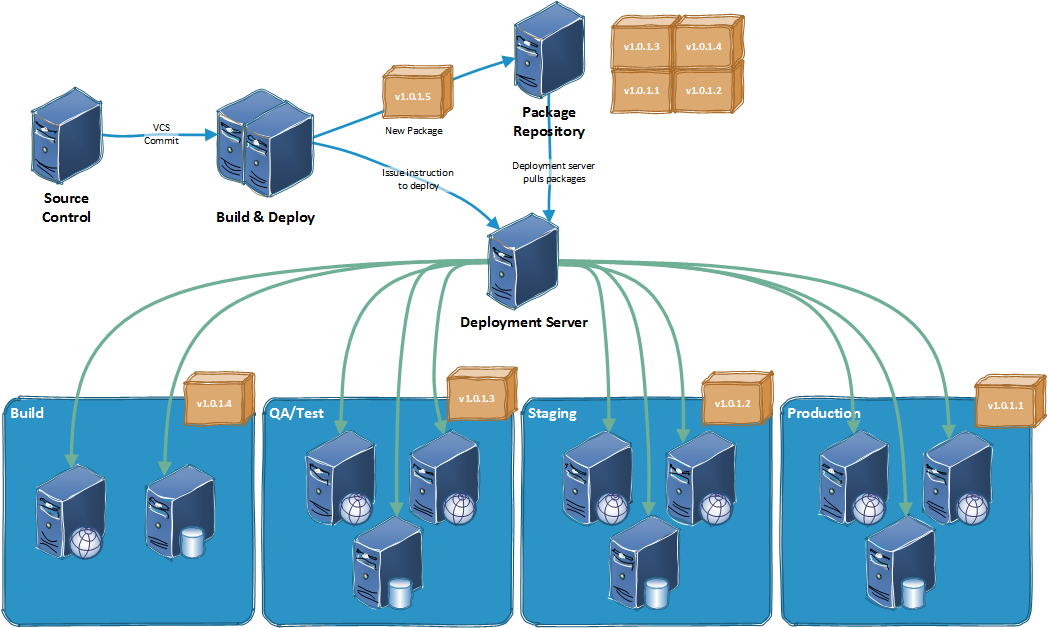 Package
Repository
v1.0.1.3
v1.0.1.4
v1.0.1.1
v1.0.1.2
v1.0.1.5
New Package
VCS
Commit
Source
Control
Build & Deploy
Issue instruction
to deploy
Deployment server
pulls packages
Deployment Server
Build
v1.0.1.4
QA/Test
v1.0.1.3
Staging
v1.0.1.2
Production
v1.0.1.1